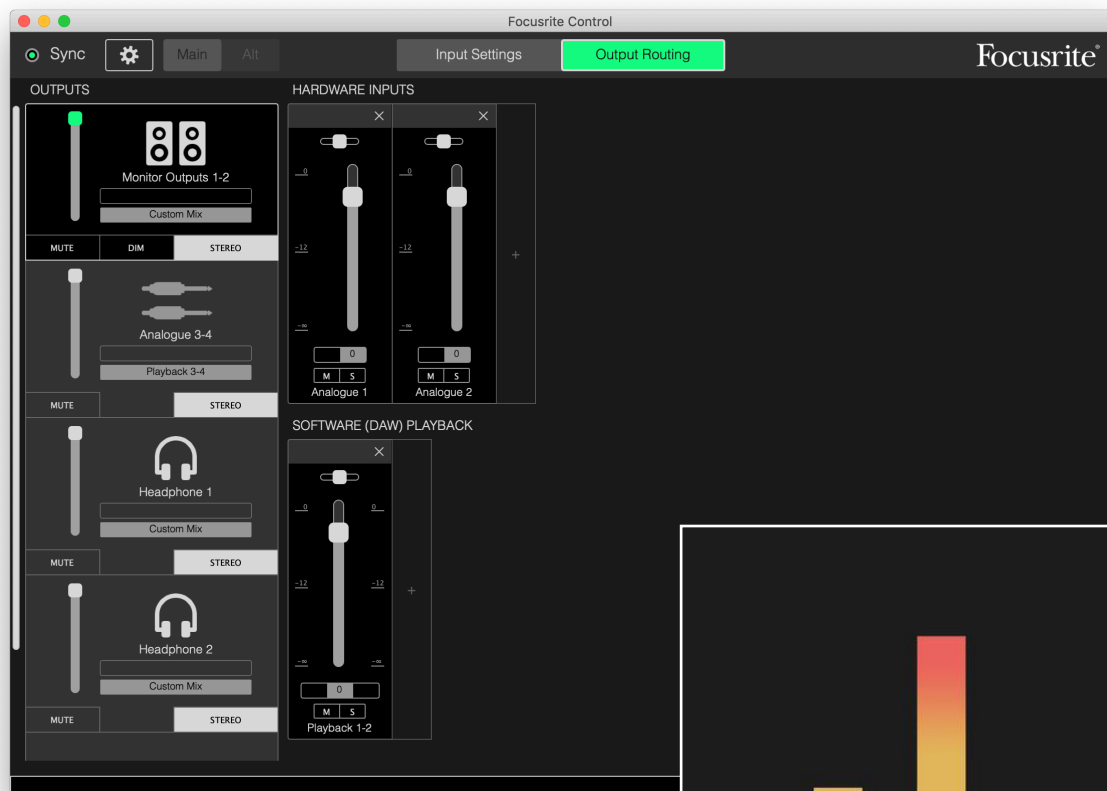 Focusrite Control
Sync
Main
Alt
Input Settings
Output Routing
Focusrite®
OUTPUTS
Monitor Outputs 1-2
Custom Mix
MUTE
DIM
STEREO
Analogue 3-4
Playback 3-4
MUTE
STEREO
Headphone 1
Custom Mix
MUTE
STEREO
Headphone 2
Custom Mix
MUTE
STEREO
HARDWARE INPUTS
0
-12
-∞
0
M S
Analogue 1
0
-12
-∞
0
M S
Analogue 2
+
SOFTWARE (DAW) PLAYBACK
0 0
-12 -12
-∞ -∞
0
M S
Playback 1-2
+